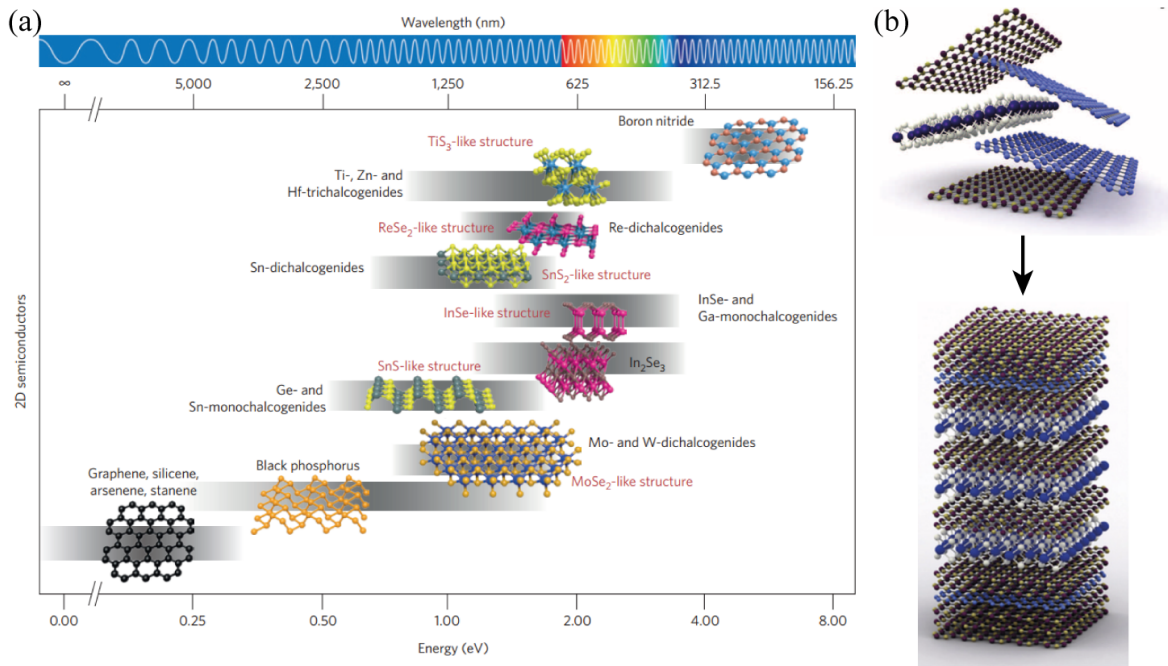 (a)
Wavelength (nm)
∞ 5,000 2,500 1,250 625 312.5 156.25
Boron nitride
TiS₃-like structure
Ti-, Zn- and
Hf-trichalcogenides
ReSe₂-like structure
Re-dichalcogenides
Sn-dichalcogenides
SnS₂-like structure
InSe-like structure
InSe- and
Ga-monochalcogenides
SnS-like structure
In₂Se₃
Ge- and
Sn-monochalcogenides
Mo- and W-dichalcogenides
Graphene, silicene,
arsenene, stanene
Black phosphorus
MoSe₂-like structure
2D semiconductors
0.00 0.25 0.50 1.00 2.00 4.00 8.00
Energy (eV)
(b)